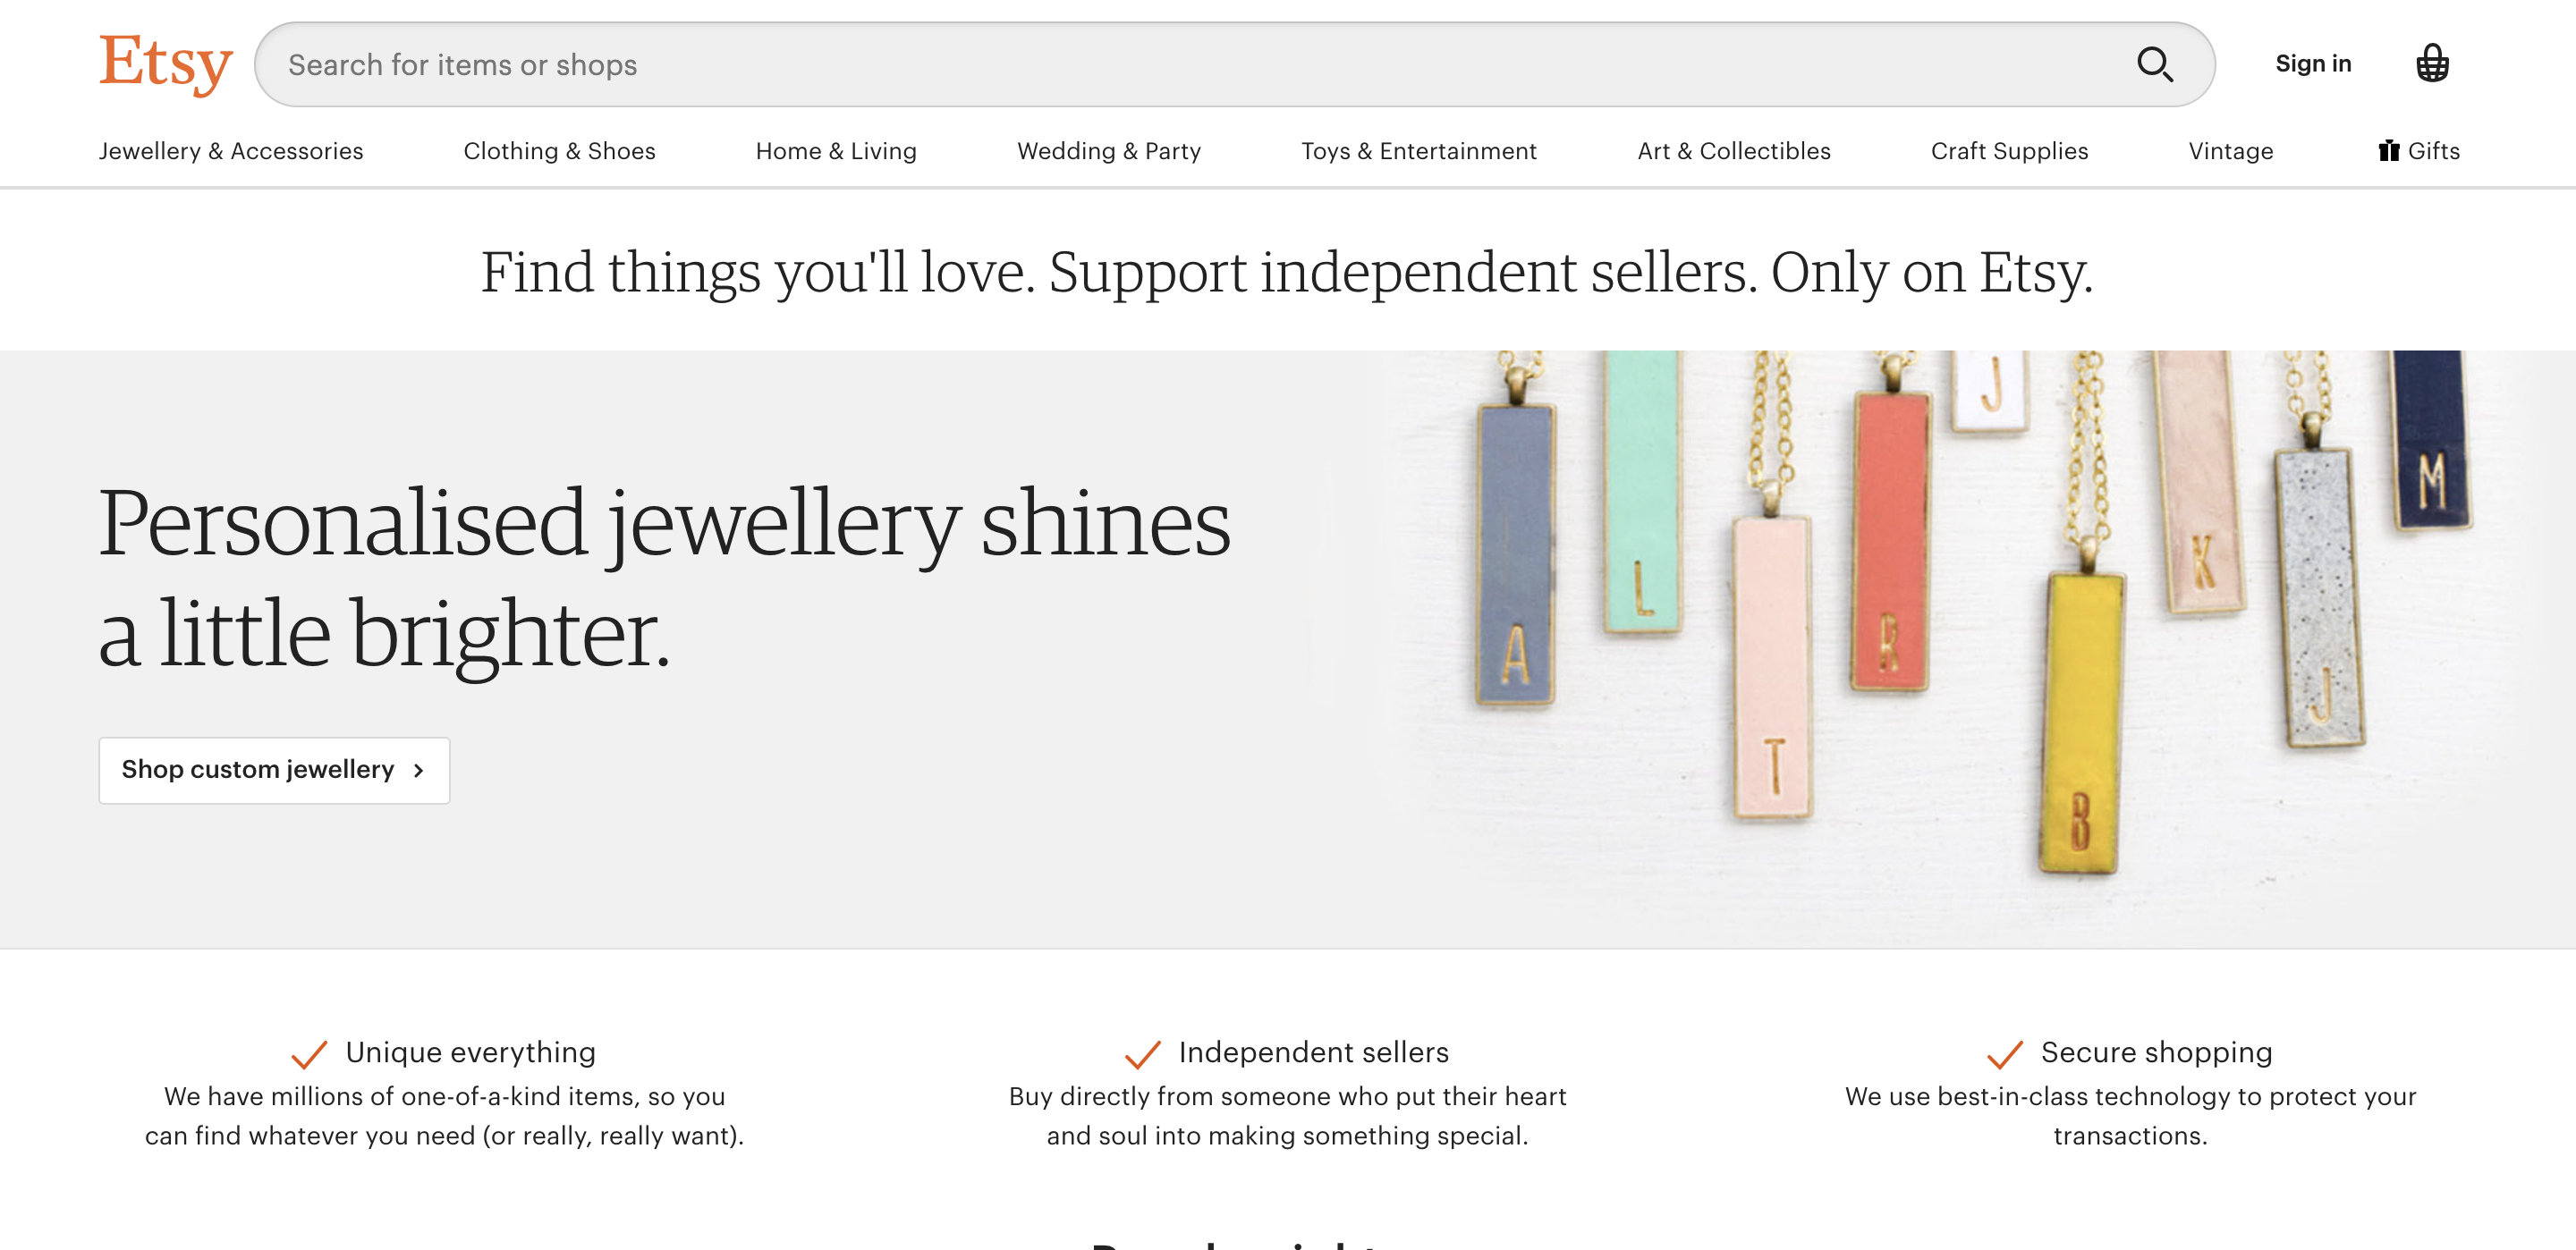 Etsy
Search for items or shops
Sign in
Jewellery & Accessories
Clothing & Shoes
Home & Living
Wedding & Party
Toys & Entertainment
Art & Collectibles
Craft Supplies
Vintage
Gifts
Find things you'll love. Support independent sellers. Only on Etsy.
Personalised jewellery shines
a little brighter.
Shop custom jewellery
A
L
T
R
J
B
K
J
M
Unique everything
We have millions of one-of-a-kind items, so you
can find whatever you need (or really, really want).
Independent sellers
Buy directly from someone who put their heart
and soul into making something special.
Secure shopping
We use best-in-class technology to protect your
transactions.